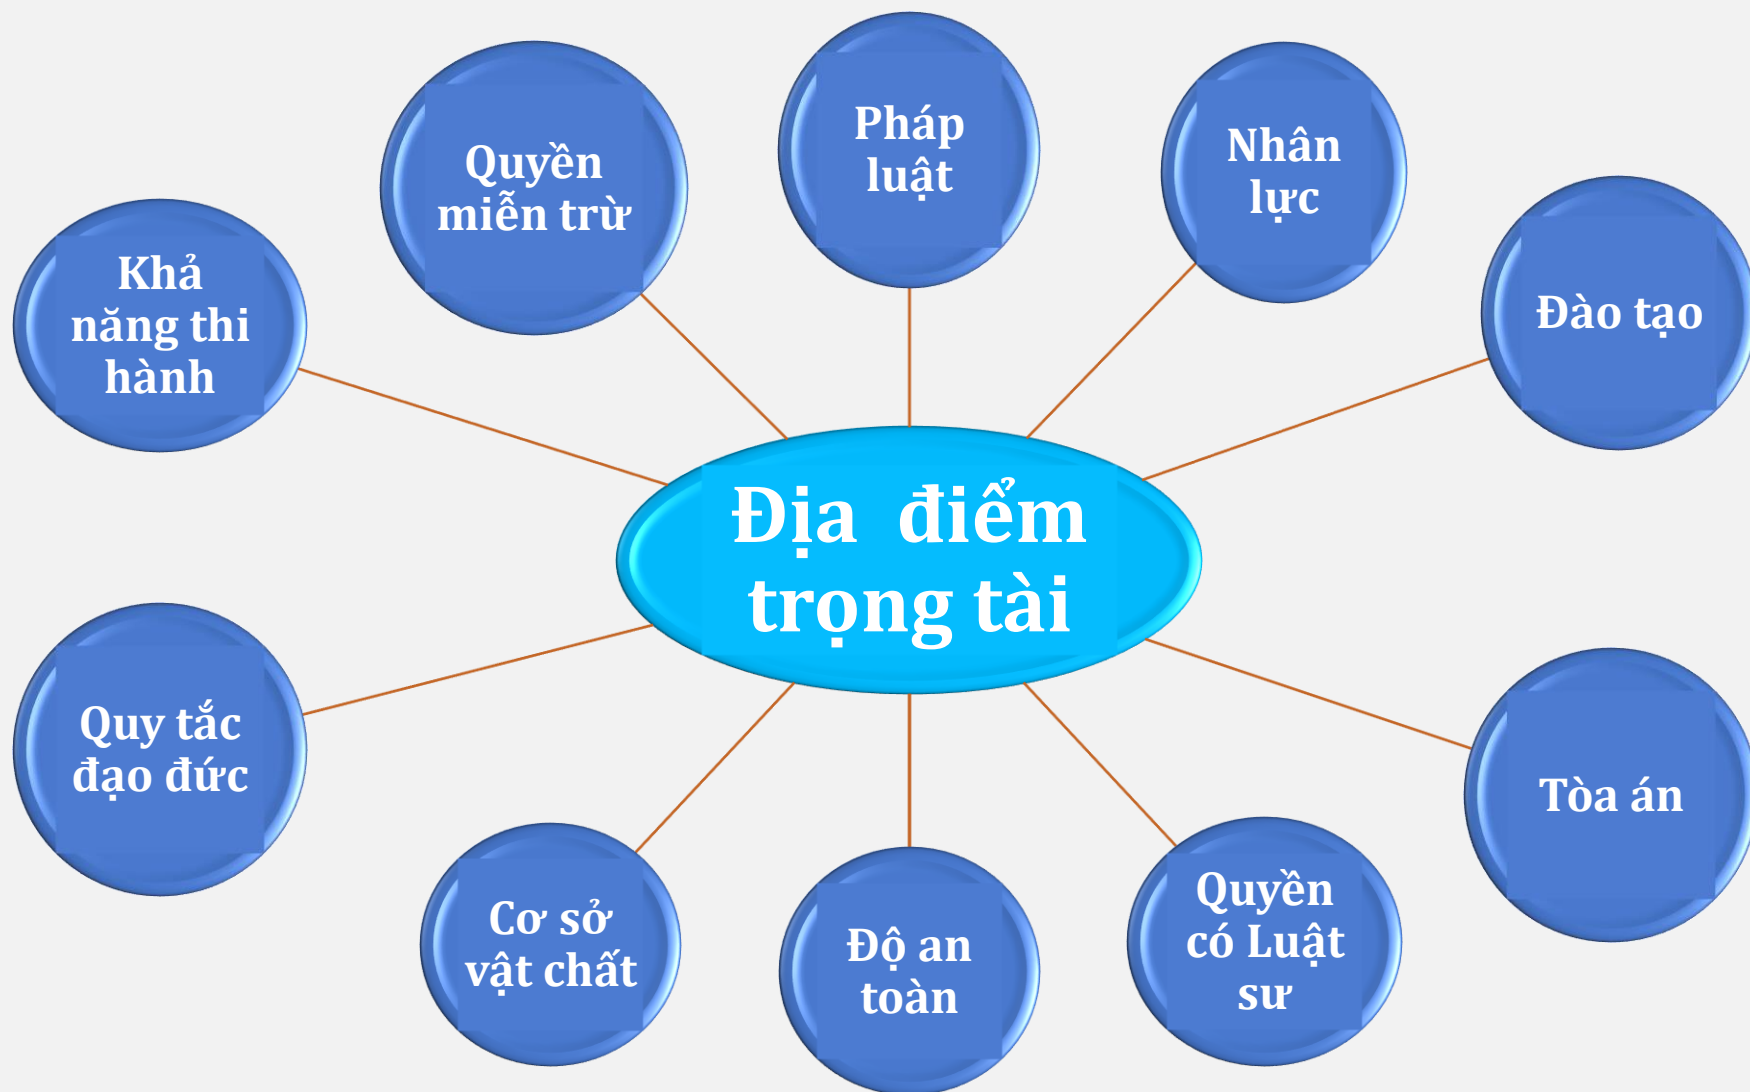 Pháp
luật
Nhân
lực
Quyền
miễn trừ
Đào tạo
Khả
năng thi
hành
Địa điểm
trọng tài
Quy tắc
đạo đức
Tòa án
Cơ sở
vật chất
Độ an
toàn
Quyền
có Luật
sư